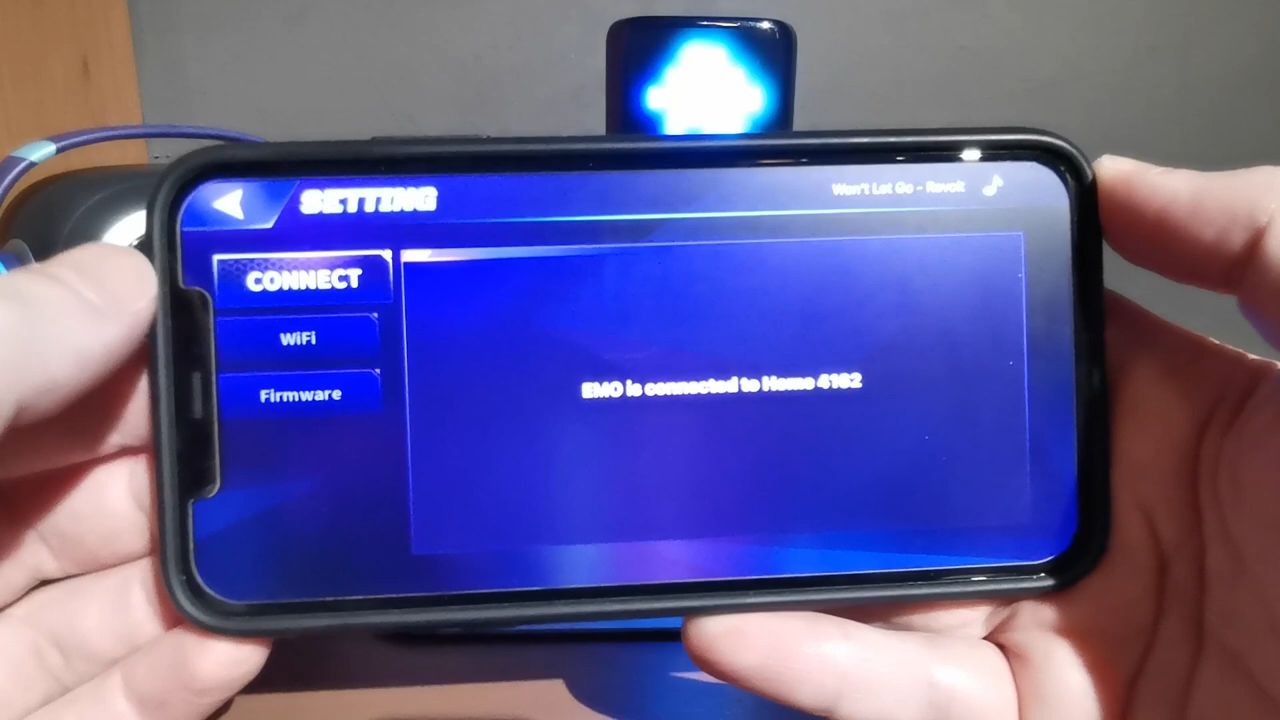 SETTING
Won't Let Go - Revolt
CONNECT
WiFi
Firmware
EMO is connected to Home 4182